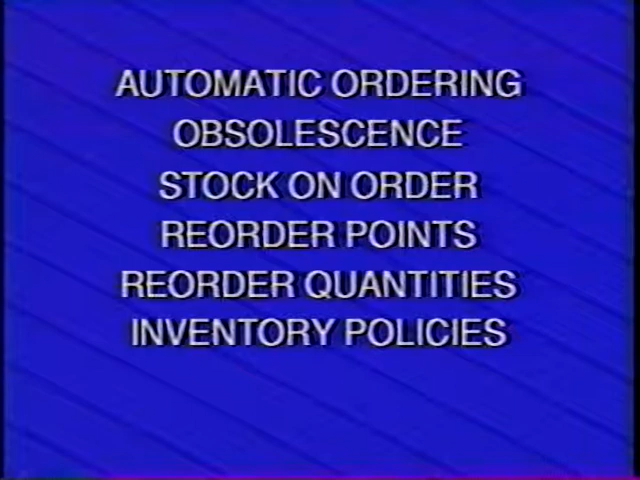 AUTOMATIC ORDERING
OBSOLESCENCE
STOCK ON ORDER
REORDER POINTS
REORDER QUANTITIES
INVENTORY POLICIES